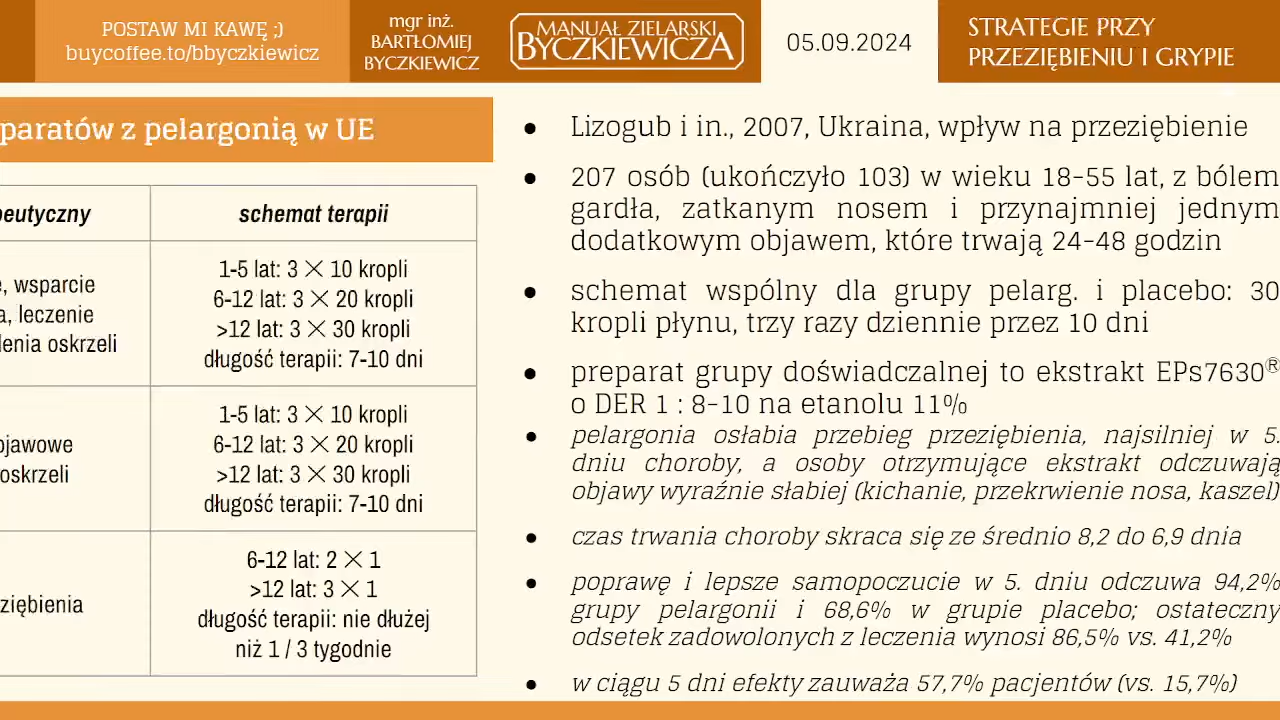 POSTAW MI KAWĘ ;)
buycoffee.to/bbyczkiewicz
mgr inż.
BARTŁOMIEJ
BYCZKIEWICZ
MANUAŁ ZIELARSKI
BYCZKIEWICZA
05.09.2024
STRATEGIE PRZY
PRZEZIĘBIENIU I GRYPIE
paratów z pelargonią w UE
peutyczny
schemat terapii
, wsparcie
a, leczenie
lenia oskrzeli
1-5 lat: 3 × 10 kropli
6-12 lat: 3 × 20 kropli
>12 lat: 3 × 30 kropli
długość terapii: 7-10 dni
bjawowe
oskrzeli
1-5 lat: 3 × 10 kropli
6-12 lat: 3 × 20 kropli
>12 lat: 3 × 30 kropli
długość terapii: 7-10 dni
ziębienia
6-12 lat: 2 × 1
>12 lat: 3 × 1
długość terapii: nie dłużej
niż 1 / 3 tygodnie
• Lizogub i in., 2007, Ukraina, wpływ na przeziębienie
• 207 osób (ukończyło 103) w wieku 18-55 lat, z bólem
gardła, zatkanym nosem i przynajmniej jednym
dodatkowym objawem, które trwają 24-48 godzin
• schemat wspólny dla grupy pelarg. i placebo: 30
kropli płynu, trzy razy dziennie przez 10 dni
• preparat grupy doświadczalnej to ekstrakt EPs7630®
o DER 1 : 8-10 na etanolu 11%
• pelargonia osłabia przebieg przeziębienia, najsilniej w 5.
dniu choroby, a osoby otrzymujące ekstrakt odczuwają
objawy wyraźnie słabiej (kichanie, przekrwienie nosa, kaszel)
• czas trwania choroby skraca się ze średnio 8,2 do 6,9 dnia
• poprawę i lepsze samopoczucie w 5. dniu odczuwa 94,2%
grupy pelargonii i 68,6% w grupie placebo; ostateczny
odsetek zadowolonych z leczenia wynosi 86,5% vs. 41,2%
• w ciągu 5 dni efekty zauważa 57,7% pacjentów (vs. 15,7%)